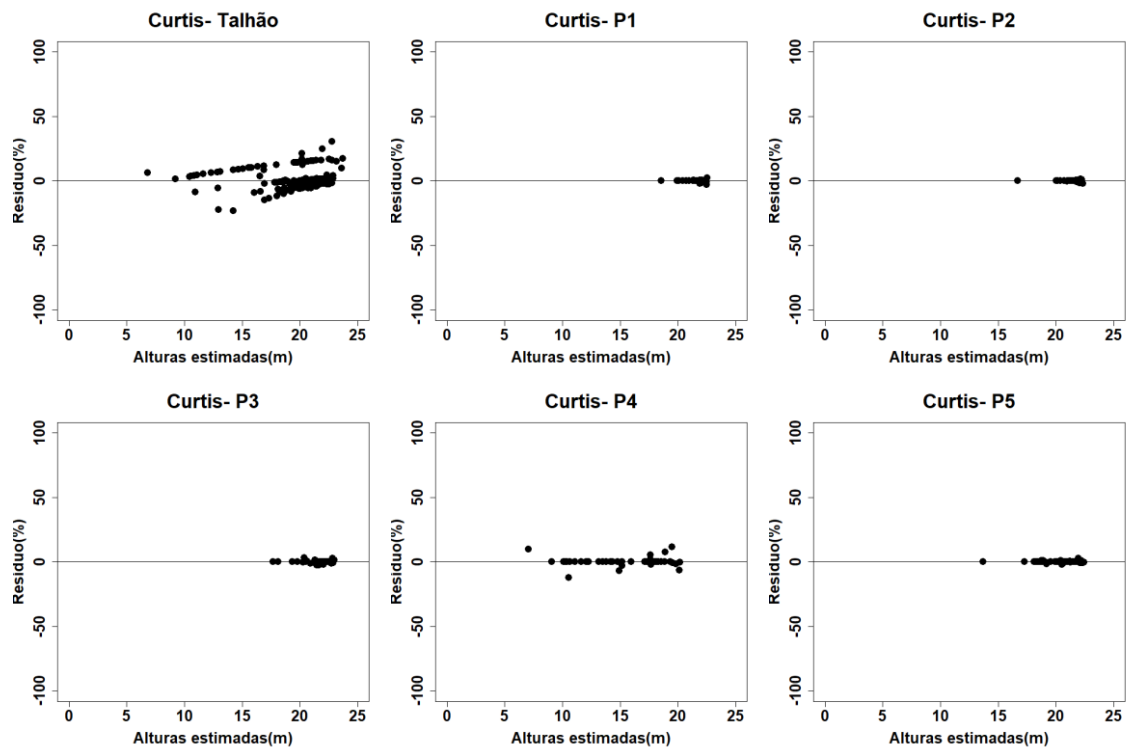 Curtis- Talhão
Residuo(%)
100
50
0
-50
-100
0 5 10 15 20 25
Alturas estimadas(m)
Curtis- P1
Residuo(%)
100
50
0
-50
-100
0 5 10 15 20 25
Alturas estimadas(m)
Curtis- P2
Residuo(%)
100
50
0
-50
-100
0 5 10 15 20 25
Alturas estimadas(m)
Curtis- P3
Residuo(%)
100
50
0
-50
-100
0 5 10 15 20 25
Alturas estimadas(m)
Curtis- P4
Residuo(%)
100
50
0
-50
-100
0 5 10 15 20 25
Alturas estimadas(m)
Curtis- P5
Residuo(%)
100
50
0
-50
-100
0 5 10 15 20 25
Alturas estimadas(m)